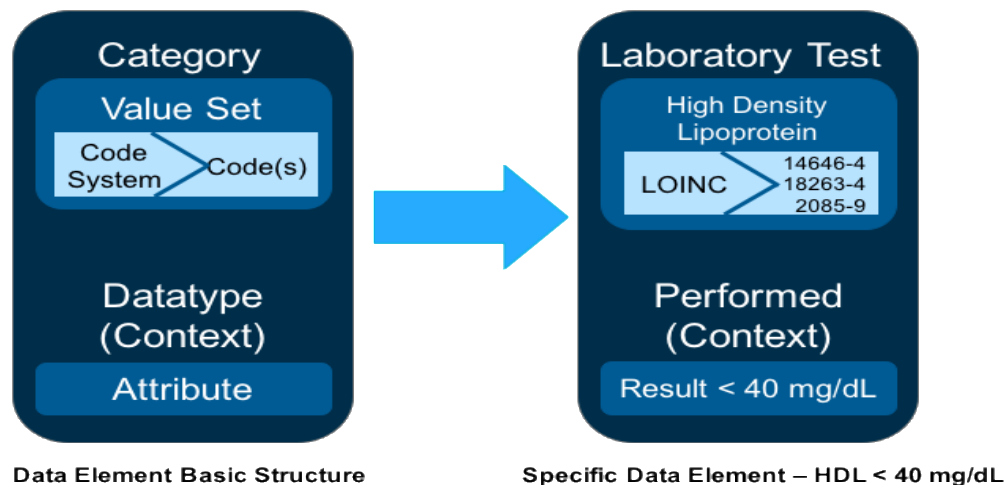 Category
Value Set
Code
System
Code(s)
Datatype
(Context)
Attribute
Data Element Basic Structure
Laboratory Test
High Density
Lipoprotein
LOINC
14646-4
18263-4
2085-9
Performed
(Context)
Result < 40 mg/dL
Specific Data Element – HDL < 40 mg/dL